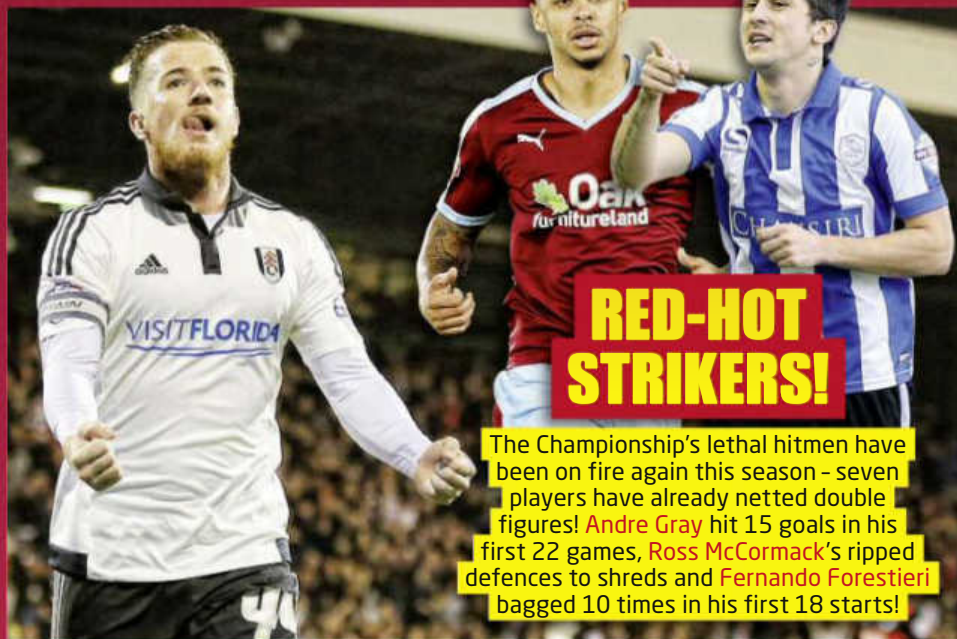 adidas
VISITFLORIDA
44
Oak
furnitureland
CHANSIRI
RED-HOT
STRIKERS!
The Championship's lethal hitmen have
been on fire again this season – seven
players have already netted double
figures! Andre Gray hit 15 goals in his
first 22 games, Ross McCormack's ripped
defences to shreds and Fernando Forestieri
bagged 10 times in his first 18 starts!